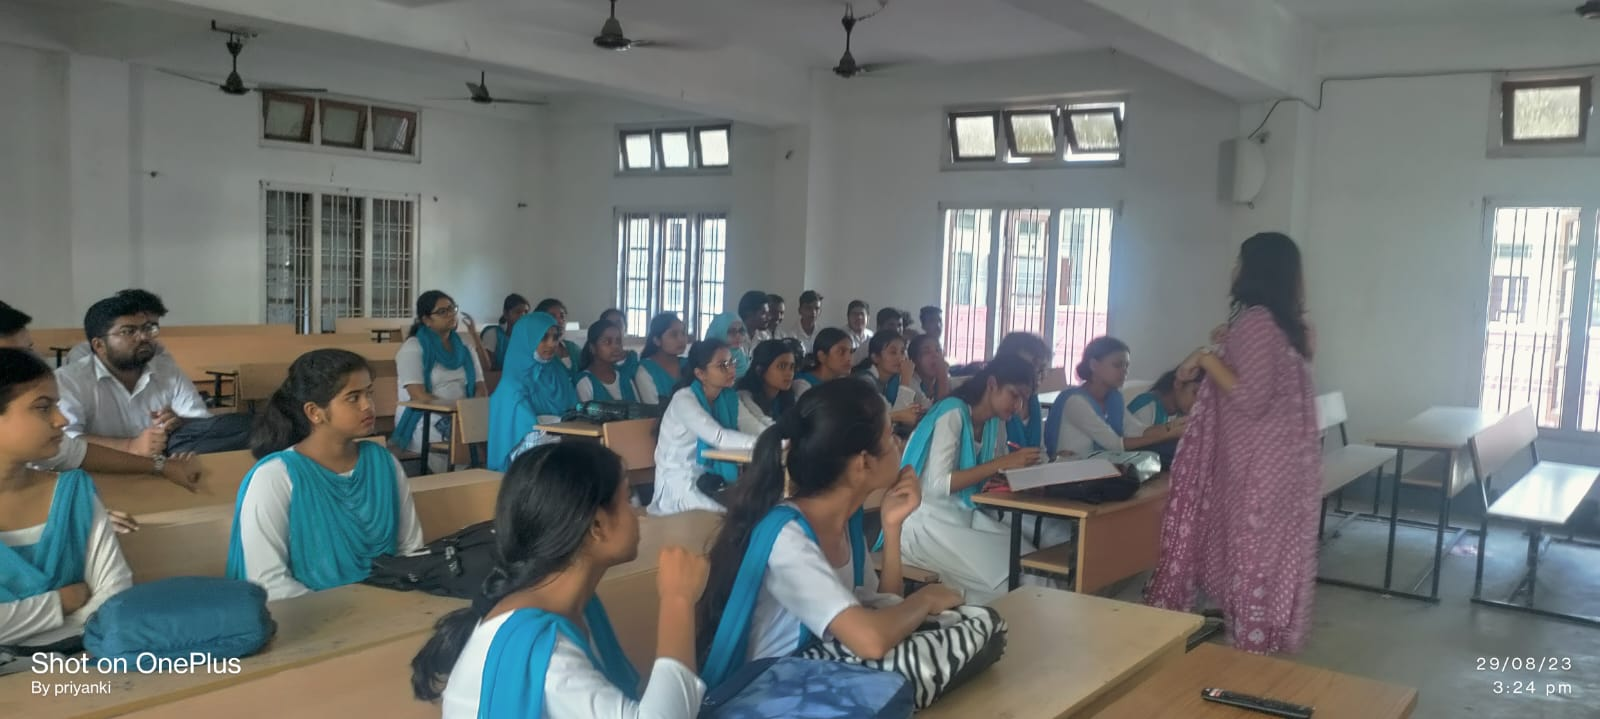 Shot on OnePlus
By priyanki
29/08/23
3:24 pm